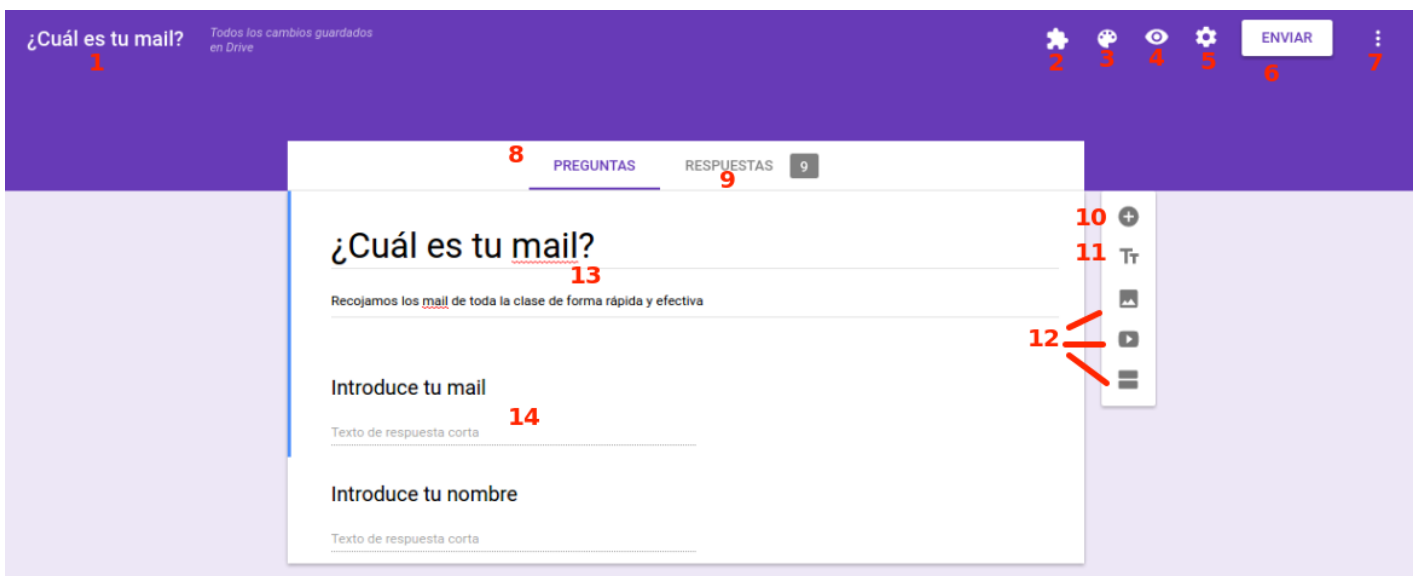 ¿Cuál es tu mail?
Todos los cambios guardados
en Drive
ENVIAR
1
2
3
4
5
6
7
8
PREGUNTAS
RESPUESTAS
9
9
10
11
Tт
¿Cuál es tu mail?
13
Recojamos los mail de toda la clase de forma rápida y efectiva
12
Introduce tu mail
14
Texto de respuesta corta
Introduce tu nombre
Texto de respuesta corta